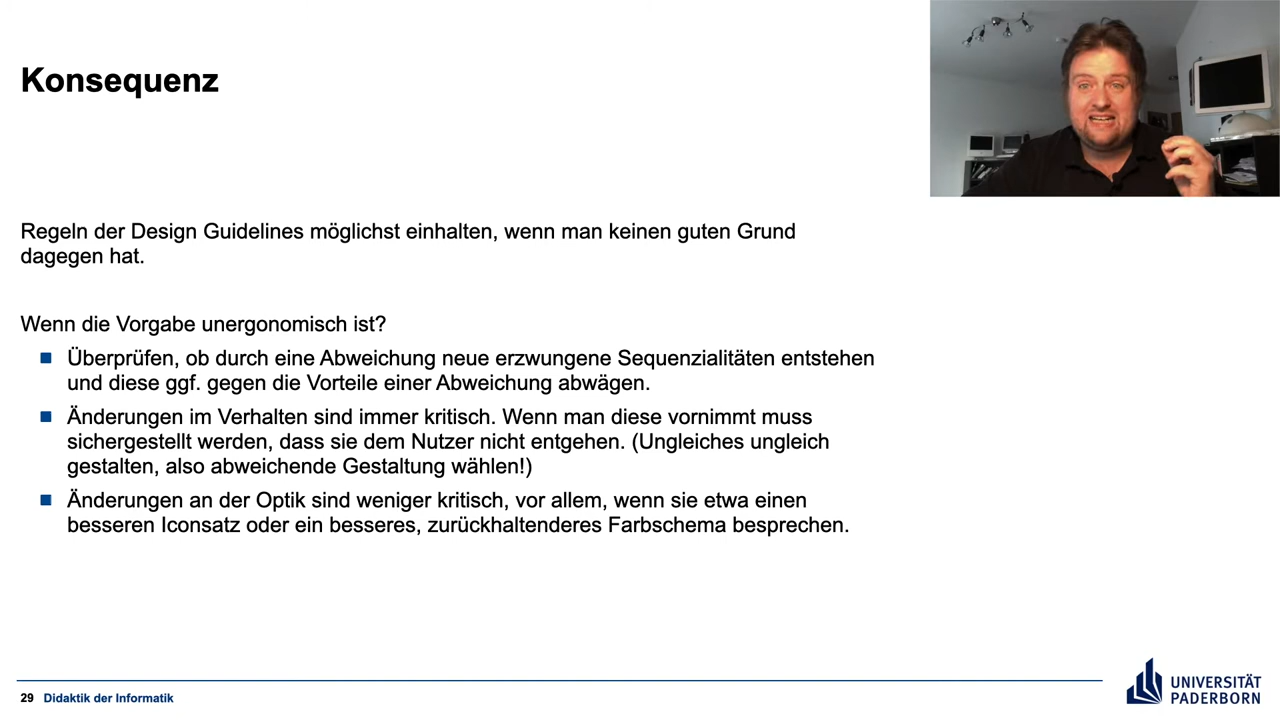 Konsequenz
Regeln der Design Guidelines möglichst einhalten, wenn man keinen guten Grund
dagegen hat.
Wenn die Vorgabe unergonomisch ist?
Überprüfen, ob durch eine Abweichung neue erzwungene Sequenzialitäten entstehen
und diese ggf. gegen die Vorteile einer Abweichung abwägen.
Änderungen im Verhalten sind immer kritisch. Wenn man diese vornimmt muss
sichergestellt werden, dass sie dem Nutzer nicht entgehen. (Ungleiches ungleich
gestalten, also abweichende Gestaltung wählen!)
Änderungen an der Optik sind weniger kritisch, vor allem, wenn sie etwa einen
besseren Iconsatz oder ein besseres, zurückhaltenderes Farbschema besprechen.
29 Didaktik der Informatik
UNIVERSITÄT
PADERBORN